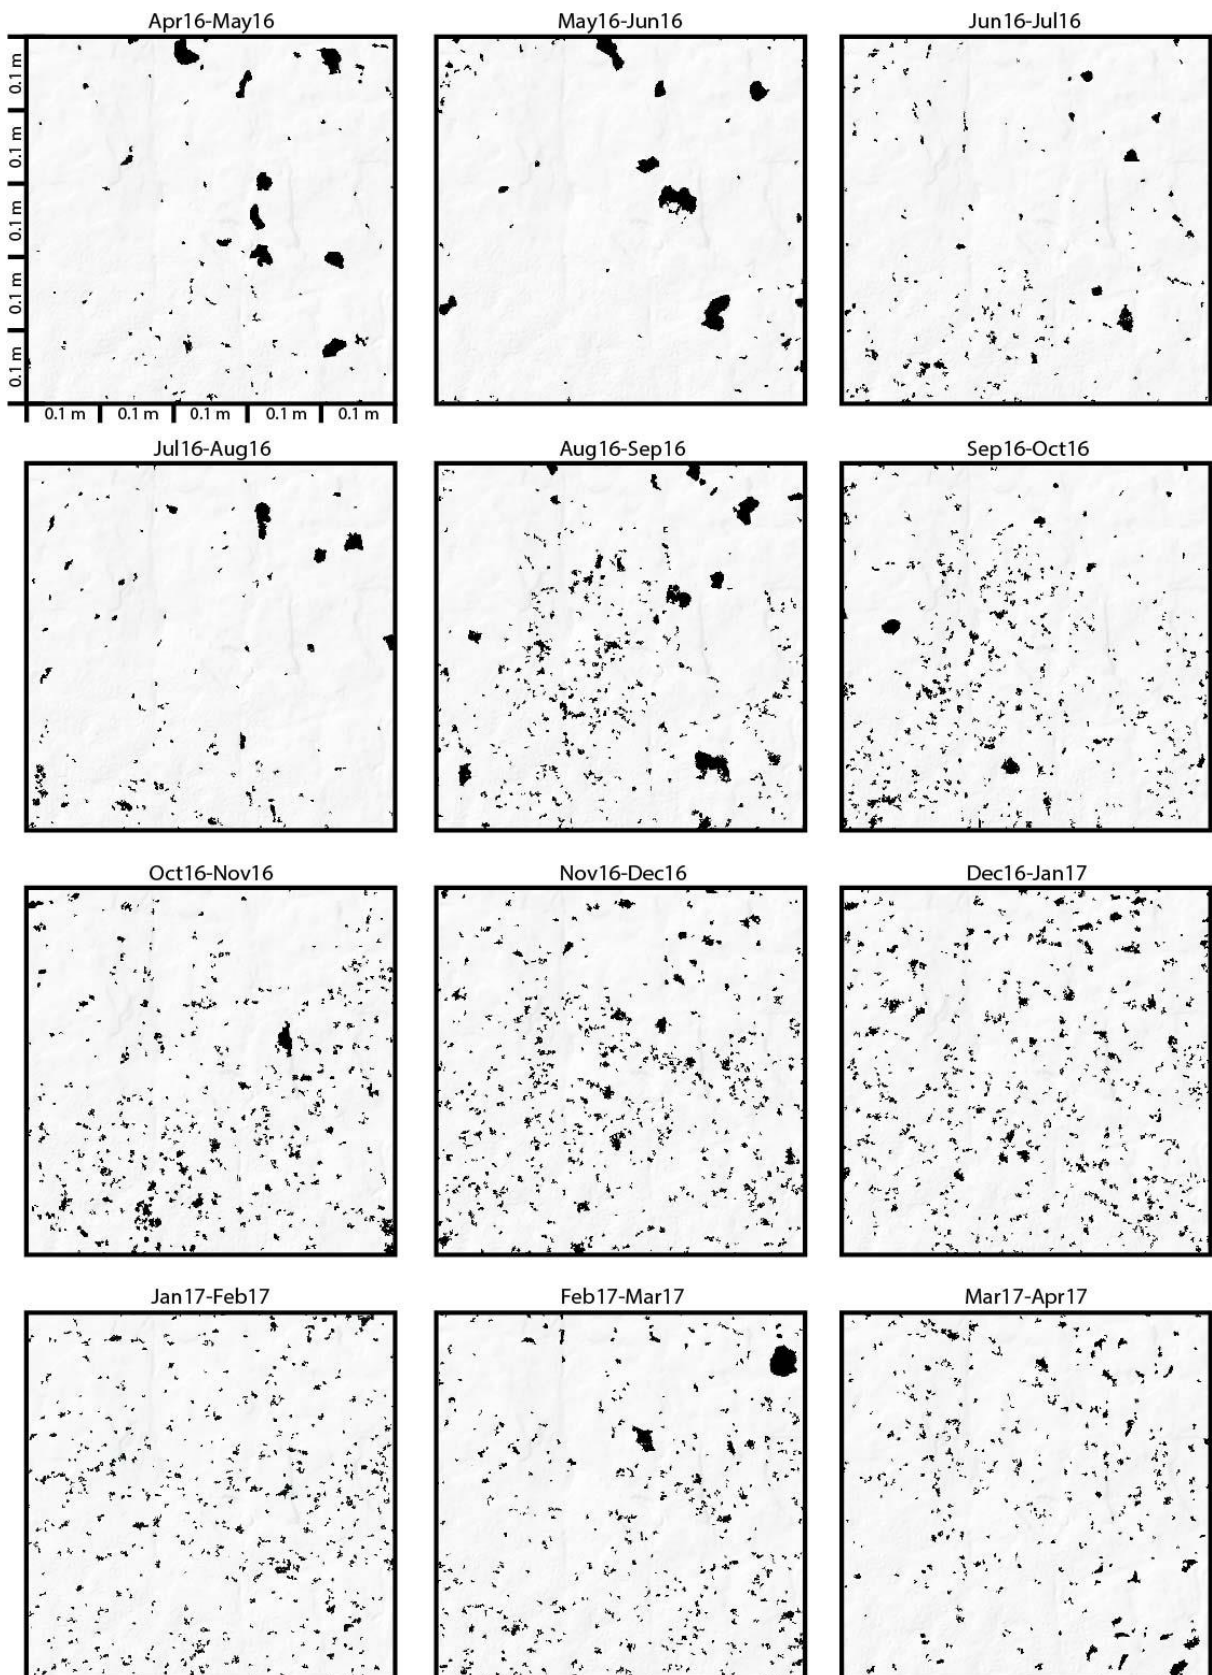 Apr16-May16 May16-Jun16 Jun16-Jul16
0.1 m
0.1 m
0.1 m
0.1 m
0.1 m
0.1 m 0.1 m 0.1 m 0.1 m 0.1 m
Jul16-Aug16 Aug16-Sep16 Sep16-Oct16
Oct16-Nov16 Nov16-Dec16 Dec16-Jan17
Jan17-Feb17 Feb17-Mar17 Mar17-Apr17